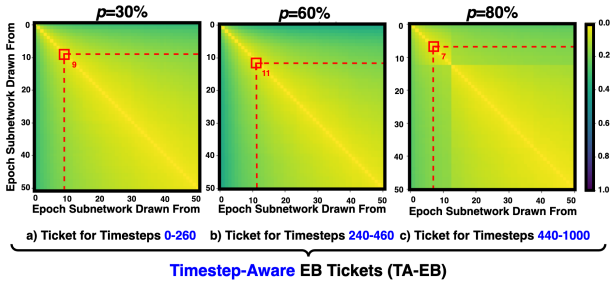 p=30% p=60% p=80%
Epoch Subnetwork Drawn From
0 10 20 30 40 50
0 10 20 30 40 50
0 10 20 30 40 50
9 11 7
0.0 0.2 0.4 0.6 0.8 1.0
0 10 20 30 40 50 0 10 20 30 40 50 0 10 20 30 40 50
Epoch Subnetwork Drawn From Epoch Subnetwork Drawn From Epoch Subnetwork Drawn From
a) Ticket for Timesteps 0-260 b) Ticket for Timesteps 240-460 c) Ticket for Timesteps 440-1000
Timestep-Aware EB Tickets (TA-EB)